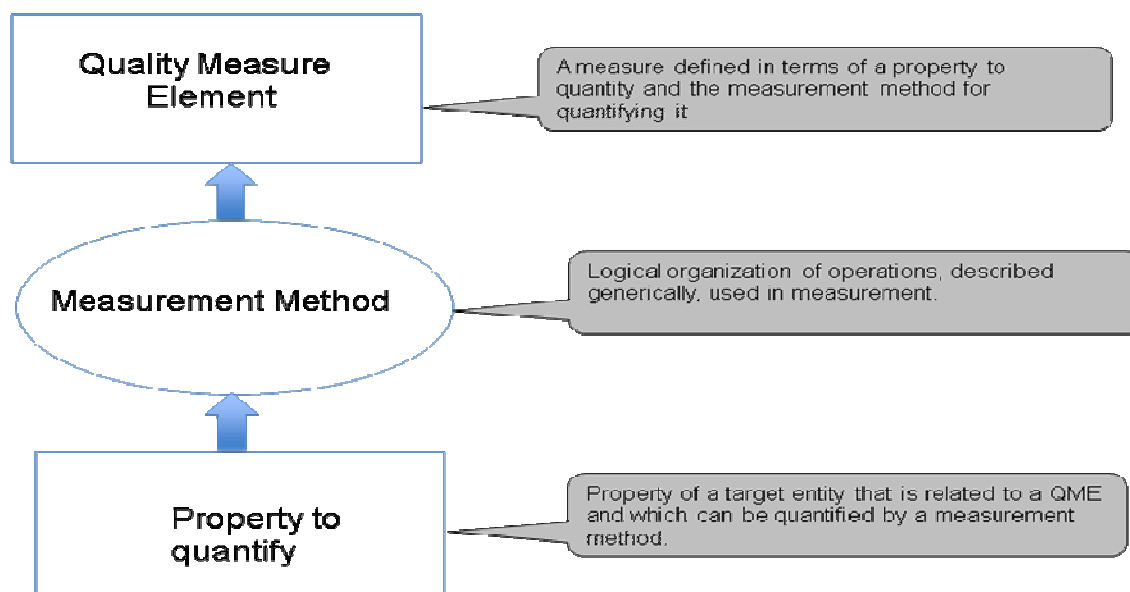 Quality Measure
Element
A measure defined in terms of a property to
quantity and the measurement method for
quantifying it
Measurement Method
Logical organization of operations, described
generically, used in measurement.
Property to
quantify
Property of a target entity that is related to a QME
and which can be quantified by a measurement
method.